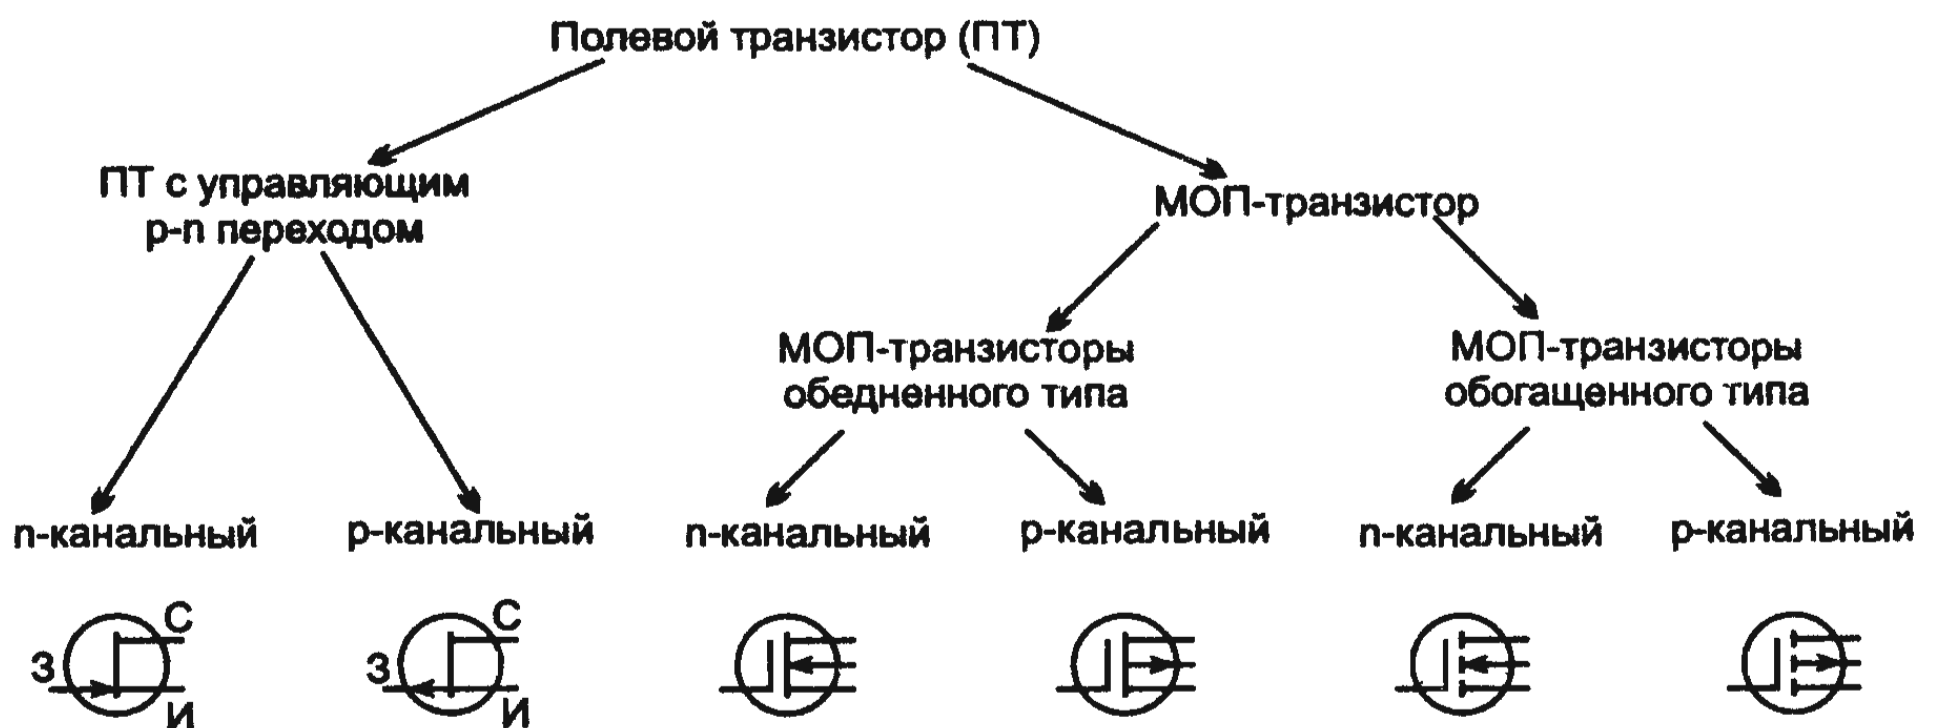 Полевой транзистор (ПТ)
ПТ с управляющим
р-n переходом
МОП-транзистор
МОП-транзисторы
обедненного типа
МОП-транзисторы
обогащенного типа
n-канальный
р-канальный
n-канальный
р-канальный
n-канальный
р-канальный
С
З
И
С
З
И